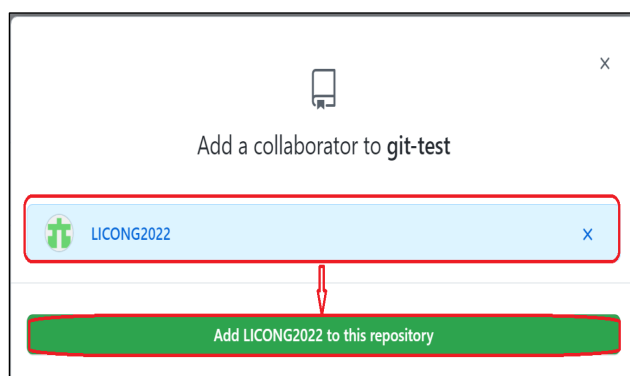 Add a collaborator to git-test
LICONG2022
Add LICONG2022 to this repository